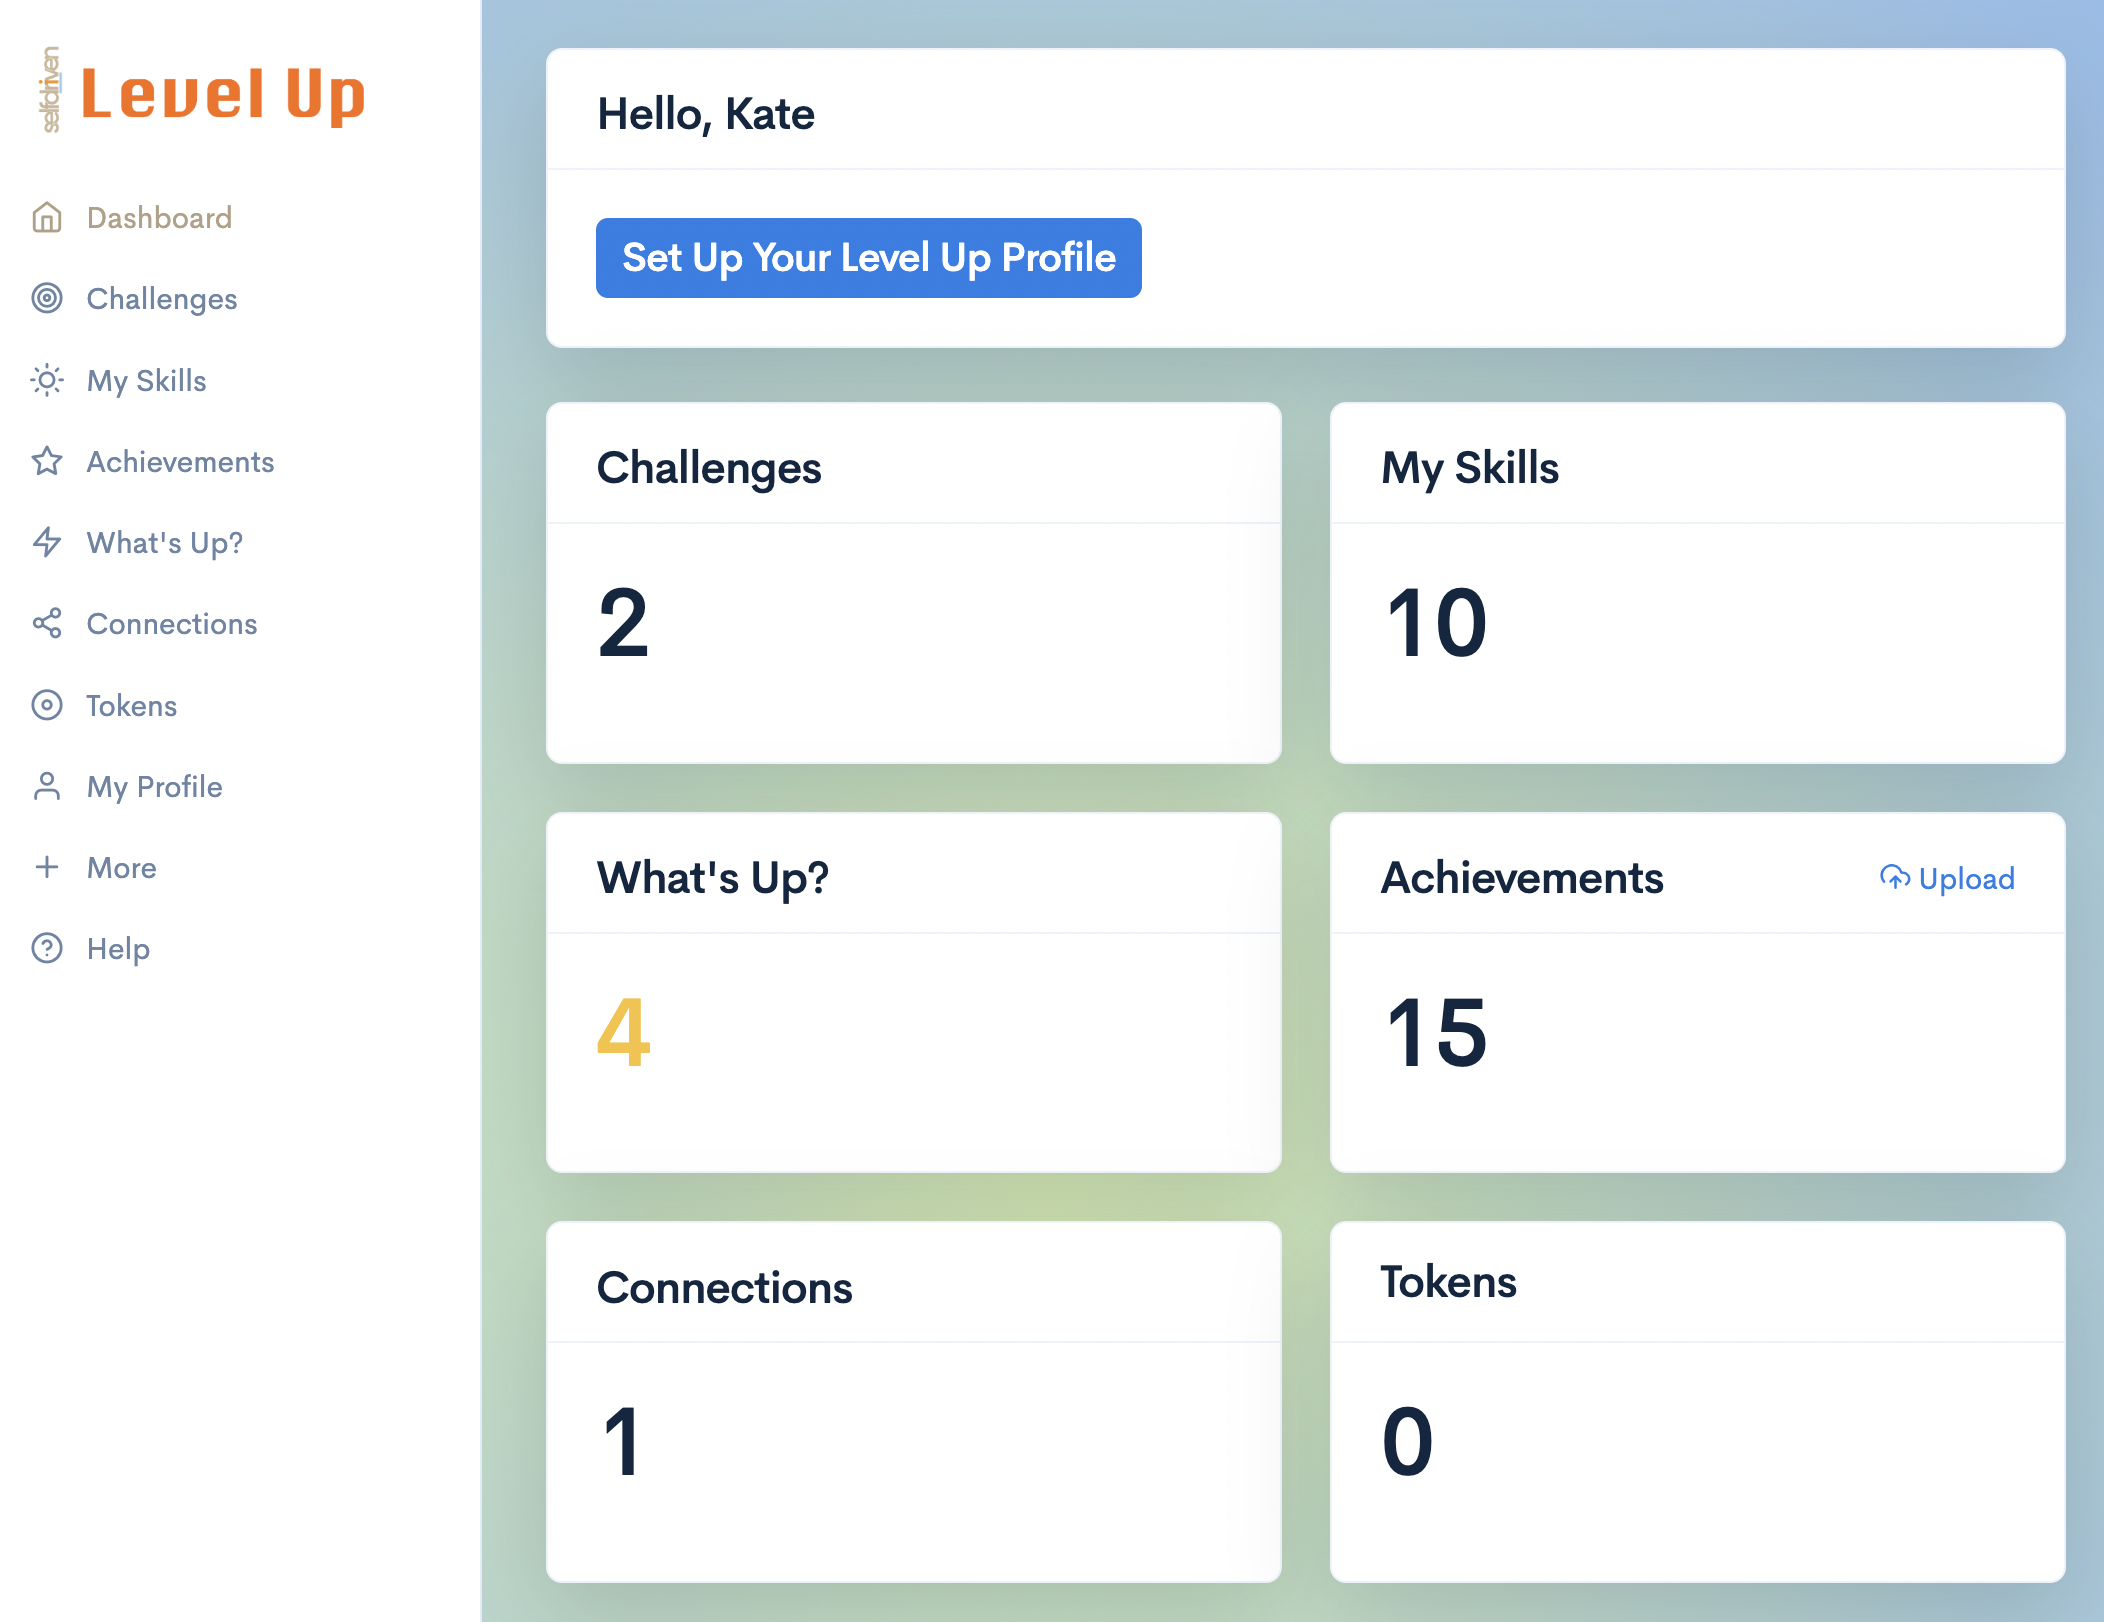 selfdriven
Level Up
Dashboard
Challenges
My Skills
Achievements
What's Up?
Connections
Tokens
My Profile
More
Help
Hello, Kate
Set Up Your Level Up Profile
Challenges
2
My Skills
10
What's Up?
4
Achievements
Upload
15
Connections
1
Tokens
0